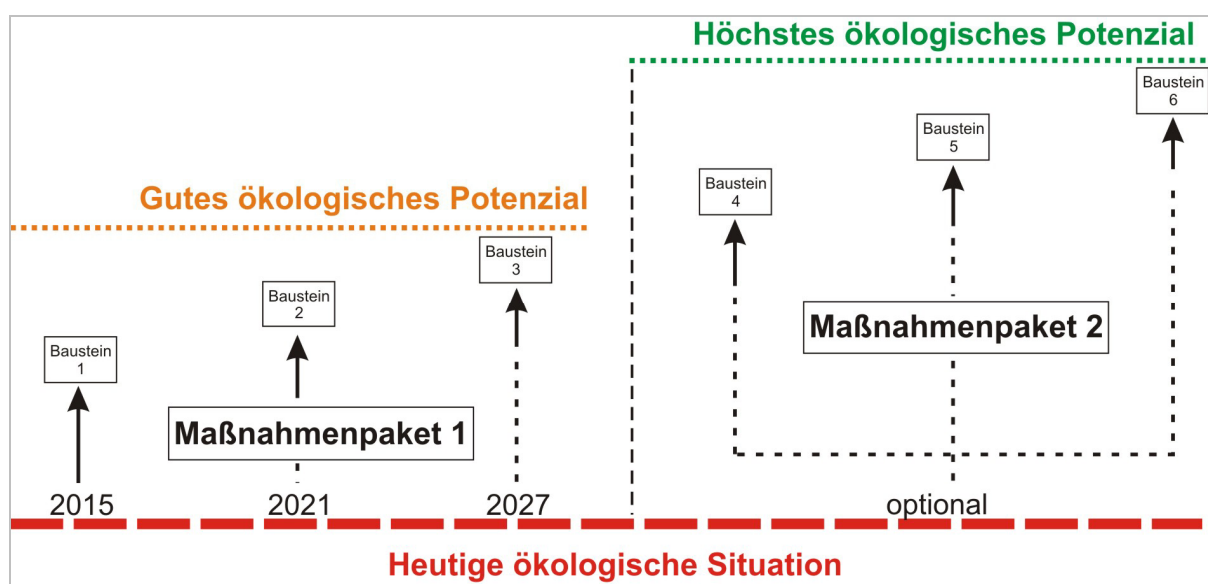 Höchstes ökologisches Potenzial
Baustein
6
Baustein
5
Baustein
4
Gutes ökologisches Potenzial
Baustein
3
Baustein
2
Baustein
1
Maßnahmenpaket 2
Maßnahmenpaket 1
2015
2021
2027
optional
Heutige ökologische Situation